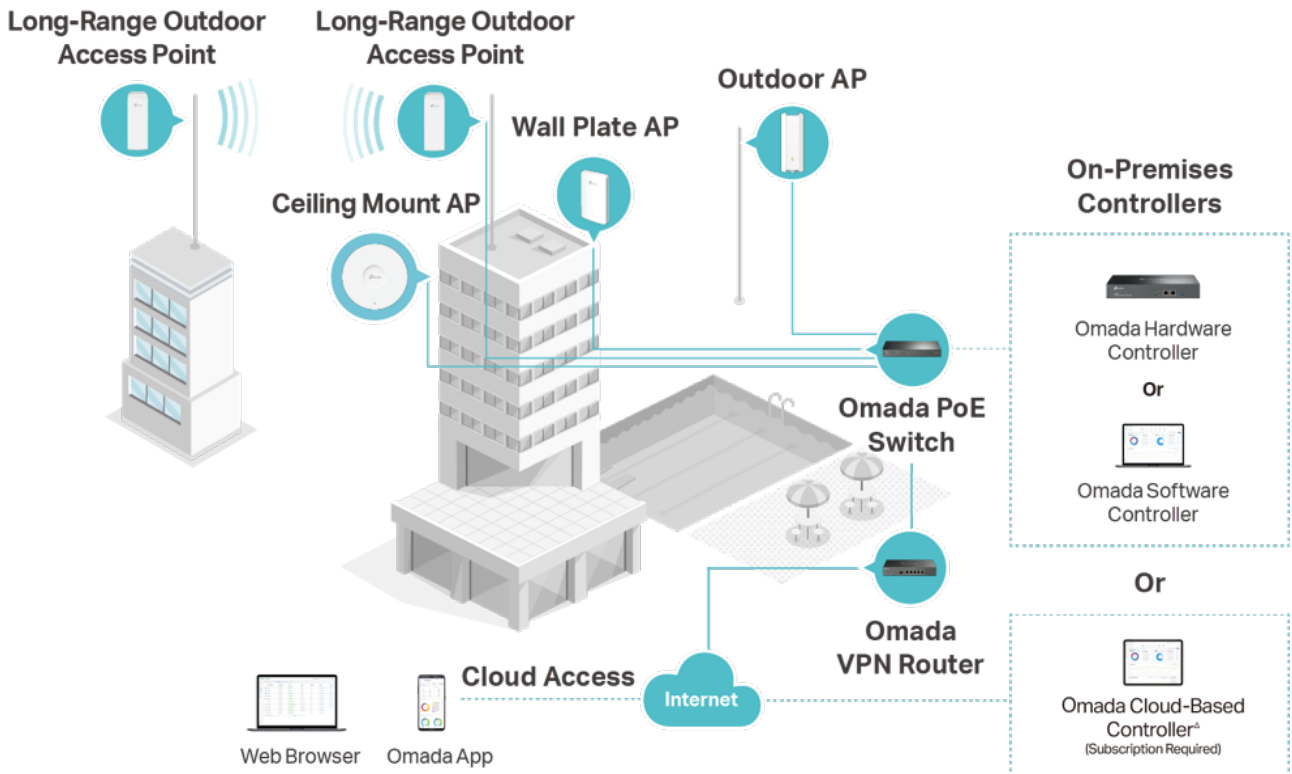 Long-Range Outdoor
Access Point
Long-Range Outdoor
Access Point
Outdoor AP
Wall Plate AP
Ceiling Mount AP
On-Premises
Controllers
Omada Hardware
Controller
Or
Omada Software
Controller
Omada PoE
Switch
Or
Omada
VPN Router
Cloud Access
Internet
Web Browser
Omada App
Omada Cloud-Based
Controller△
(Subscription Required)